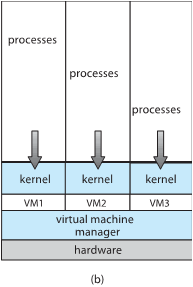 processes
processes
processes
kernel kernel kernel
VM1 VM2 VM3
virtual machine
manager
hardware
(b)